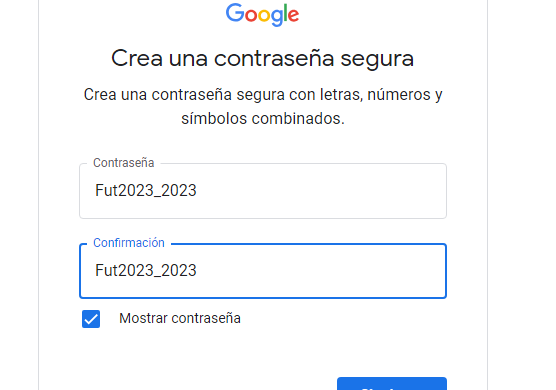 Google
Crea una contraseña segura
Crea una contraseña segura con letras, números y
símbolos combinados.
Contraseña
Fut2023_2023
Confirmación
Fut2023_2023
Mostrar contraseña